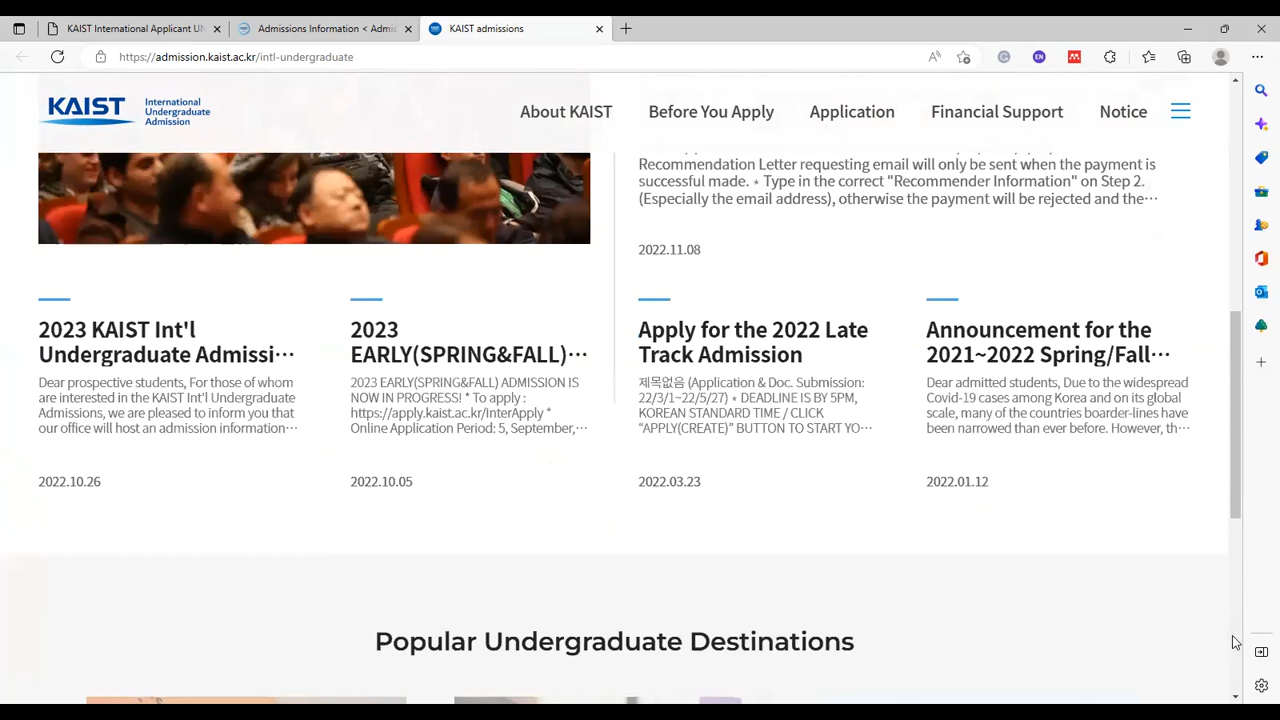 KAIST International Applicant UN
Admissions Information < Admis
KAIST admissions
https://admission.kaist.ac.kr/intl-undergraduate
KAIST
International
Undergraduate
Admission
About KAIST
Before You Apply
Application
Financial Support
Notice
Recommendation Letter requesting email will only be sent when the payment is
successful made. * Type in the correct "Recommender Information" on Step 2.
(Especially the email address), otherwise the payment will be rejected and the···
2022.11.08
2023 KAIST Int'l
Undergraduate Admissi···
Dear prospective students, For those of whom
are interested in the KAIST Int'l Undergraduate
Admissions, we are pleased to inform you that
our office will host an admission information···
2022.10.26
2023
EARLY(SPRING&FALL)···
2023 EARLY(SPRING&FALL) ADMISSION IS
NOW IN PROGRESS! * To apply :
https://apply.kaist.ac.kr/interApply *
Online Application Period: 5, September,···
2022.10.05
Apply for the 2022 Late
Track Admission
제목없음 (Application & Doc. Submission:
22/3/1~22/5/27) * DEADLINE IS BY 5PM,
KOREAN STANDARD TIME / CLICK
“APPLY(CREATE)” BUTTON TO START YO···
2022.03.23
Announcement for the
2021~2022 Spring/Fall···
Dear admitted students, Due to the widespread
Covid-19 cases among Korea and on its global
scale, many of the countries boarder-lines have
been narrowed than ever before. However, th···
2022.01.12
Popular Undergraduate Destinations